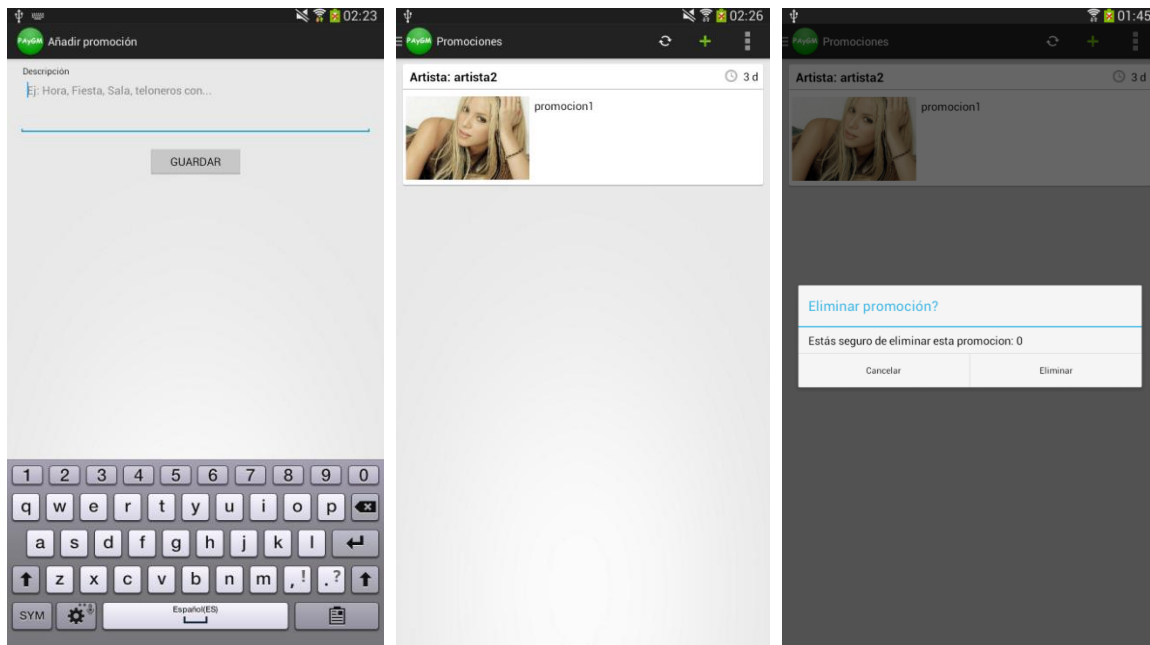 02:23
PAyGM Añadir promoción
Descripción
Ej: Hora, Fiesta, Sala, teloneros con...
GUARDAR
1 2 3 4 5 6 7 8 9 0
q w e r t y u i o p
a s d f g h j k l
z x c v b n m , ! . ?
SYM Español(ES)
02:26
PAyGM Promociones
Artista: artista2 3 d
promocion1
01:45
PAyGM Promociones
Artista: artista2 3 d
promocion1
Eliminar promoción?
Estás seguro de eliminar esta promocion: 0
Cancelar Eliminar